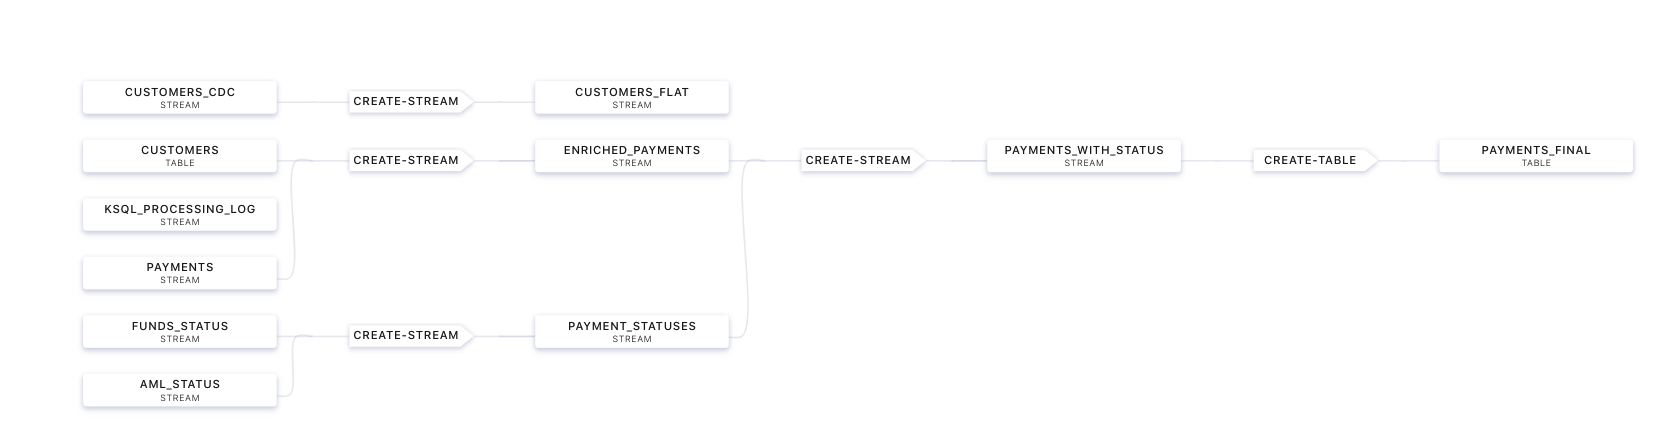 CUSTOMERS_CDC
STREAM
CREATE-STREAM
CUSTOMERS_FLAT
STREAM
CUSTOMERS
TABLE
CREATE-STREAM
ENRICHED_PAYMENTS
STREAM
CREATE-STREAM
PAYMENTS_WITH_STATUS
STREAM
CREATE-TABLE
PAYMENTS_FINAL
TABLE
KSQL_PROCESSING_LOG
STREAM
PAYMENTS
STREAM
FUNDS_STATUS
STREAM
CREATE-STREAM
PAYMENT_STATUSES
STREAM
AML_STATUS
STREAM